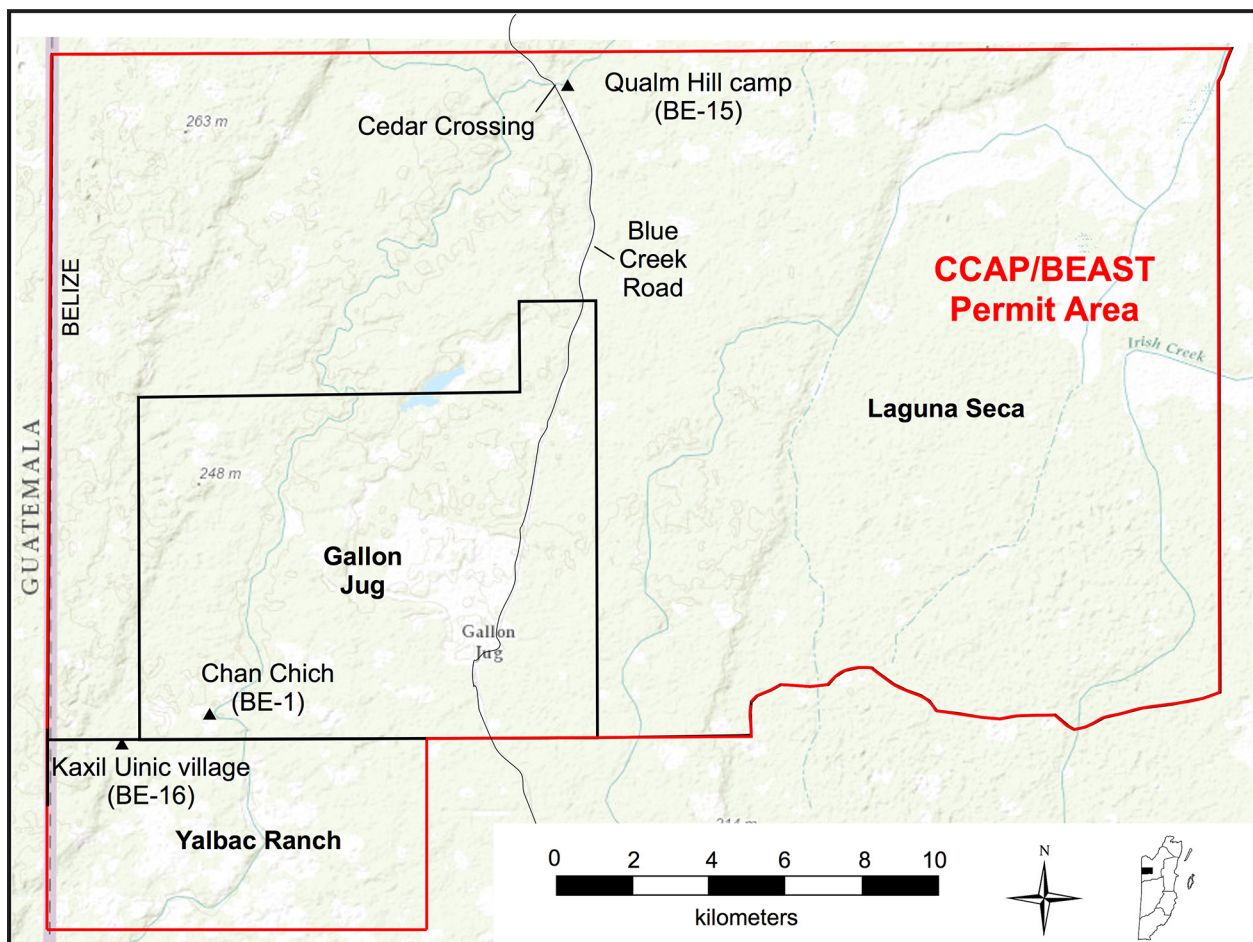 Qualm Hill camp
(BE-15)
Cedar Crossing
263 m
BELIZE
Blue
Creek
Road
CCAP/BEAST
Permit Area
Irish Creek
Laguna Seca
GUATEMALA
248 m
Gallon
Jug
Gallon
Jug
Chan Chich
(BE-1)
Kaxil Uinic village
(BE-16)
Yalbac Ranch
0 2 4 6 8 10
kilometers
N